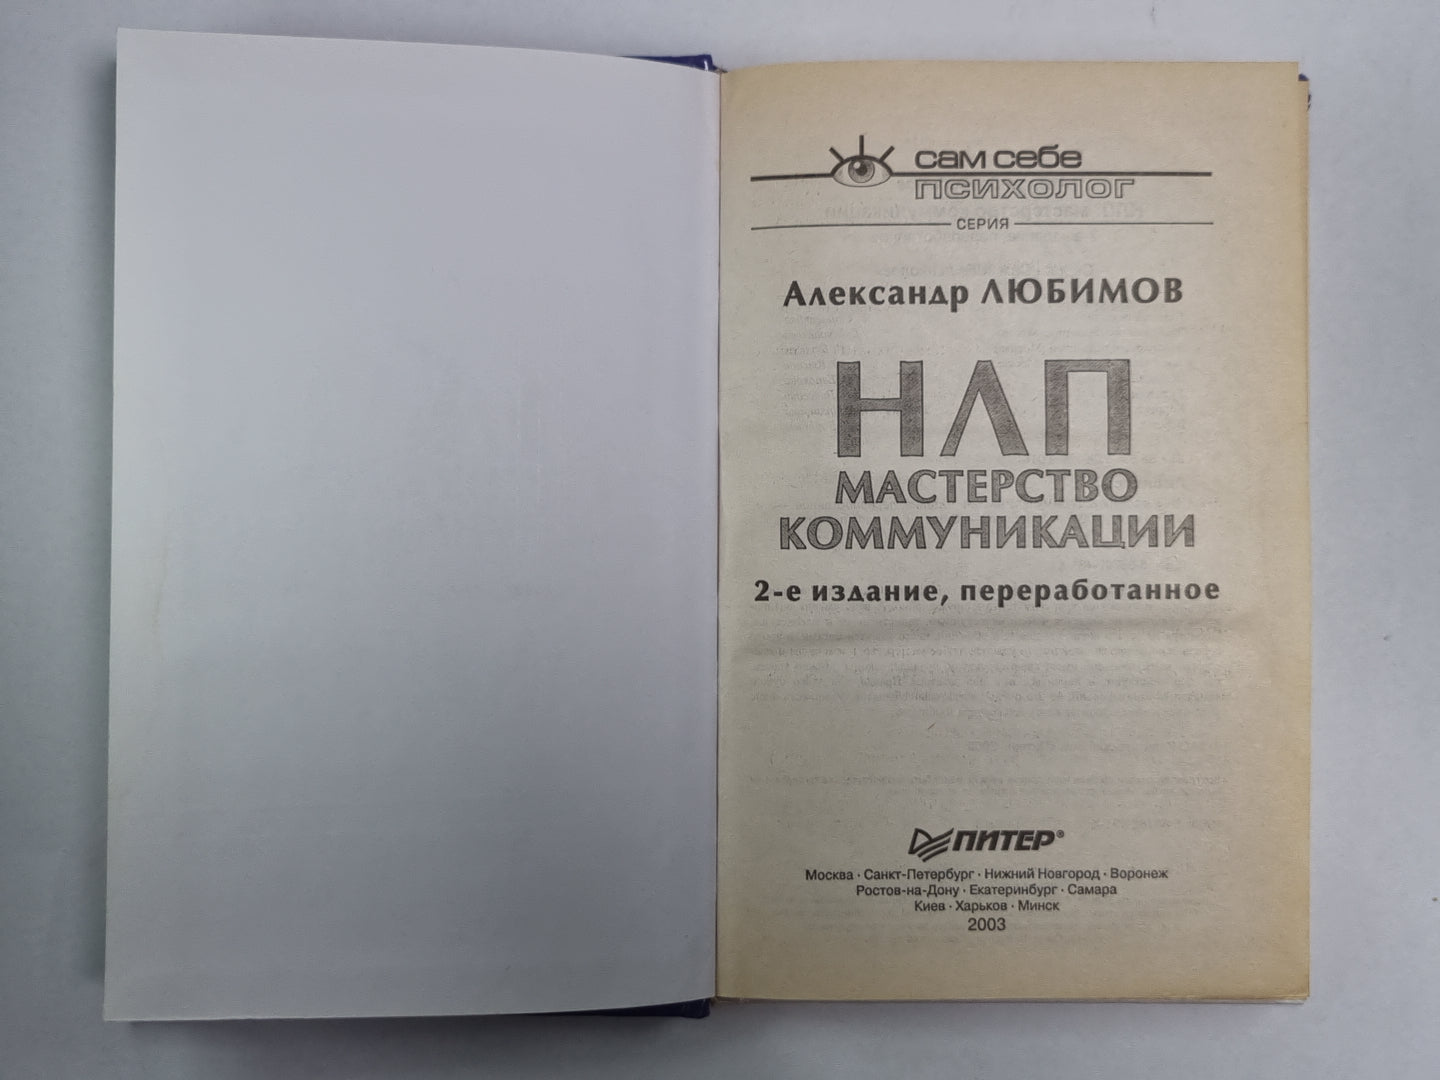 сам себе
психолог
СЕРИЯ
Александр ЛЮБИМОВ
НЛП
МАСТЕРСТВО
КОММУНИКАЦИИ
2-е издание, переработанное
ПИТЕР®
Москва · Санкт-Петербург · Нижний Новгород · Воронеж
Ростов-на-Дону · Екатеринбург · Самара
Киев · Харьков · Минск
2003